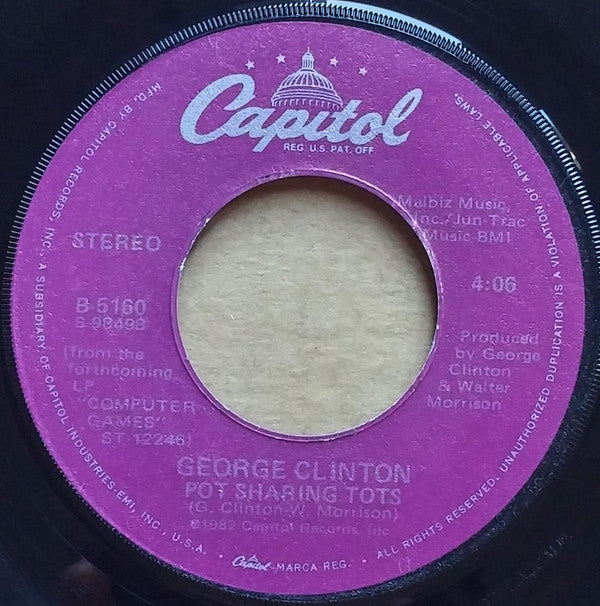 Capitol
REG. U.S. PAT. OFF.
STEREO
B-5160
S-98498
(from the
forthcoming
LP
"COMPUTER
GAMES"
ST-12246)
Malbiz Music,
Inc./Jun-Trac
Music-BMI
4:06
Produced
by George
Clinton
& Walter
Morrison
GEORGE CLINTON
POT SHARING TOTS
(G. Clinton-W. Morrison)
©1982 Capitol Records, Inc.
MFD. BY CAPITOL RECORDS, INC., A SUBSIDIARY OF CAPITOL INDUSTRIES-EMI, INC., U.S.A. • Capitol MARCA REG. • ALL RIGHTS RESERVED. UNAUTHORIZED DUPLICATION IS A VIOLATION OF APPLICABLE LAWS.